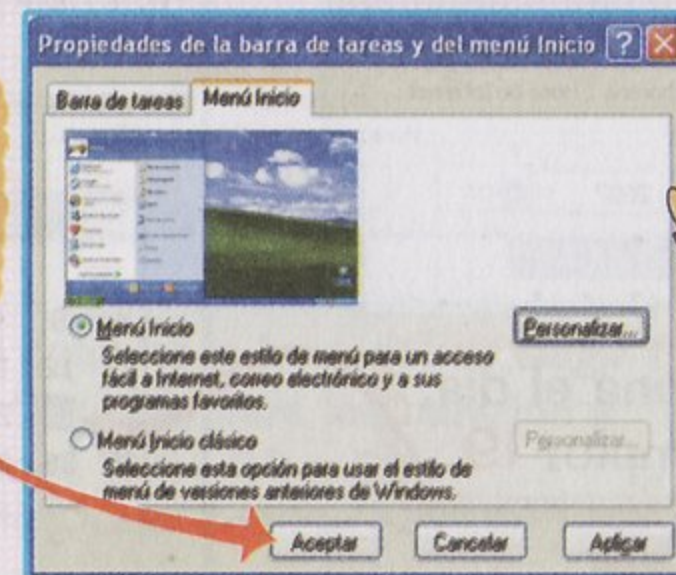 Propiedades de la barra de tareas y del menú Inicio
Barra de tareas Menú Inicio
Menú Inicio Personalizar...
Seleccione este estilo de menú para un acceso
fácil a Internet, correo electrónico y a sus
programas favoritos.
Menú Inicio clásico Personalizar...
Seleccione esta opción para usar el estilo de
menú de versiones anteriores de Windows.
Aceptar Cancelar Aplicar